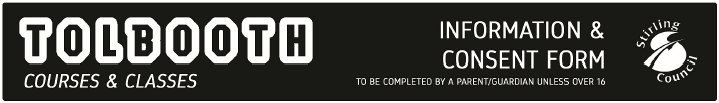 TOLBOOTH
COURSES & CLASSES
INFORMATION &
CONSENT FORM
TO BE COMPLETED BY A PARENT/GUARDIAN UNLESS OVER 16
Stirling
Council